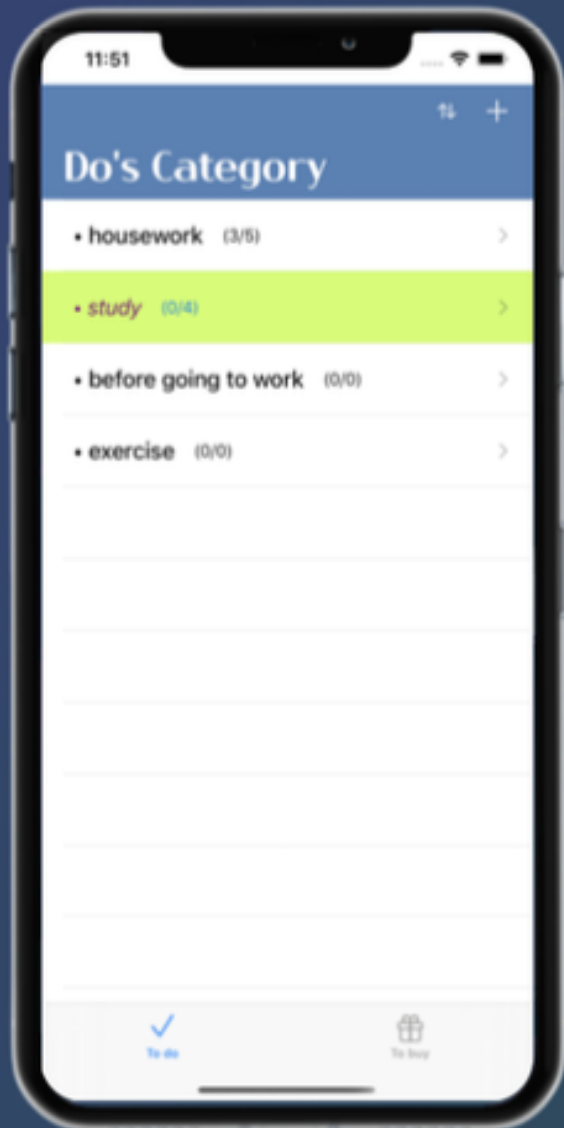 11:51
Do's Category
• housework (3/5)
• study (0/4)
• before going to work (0/0)
• exercise (0/0)
To do
To buy